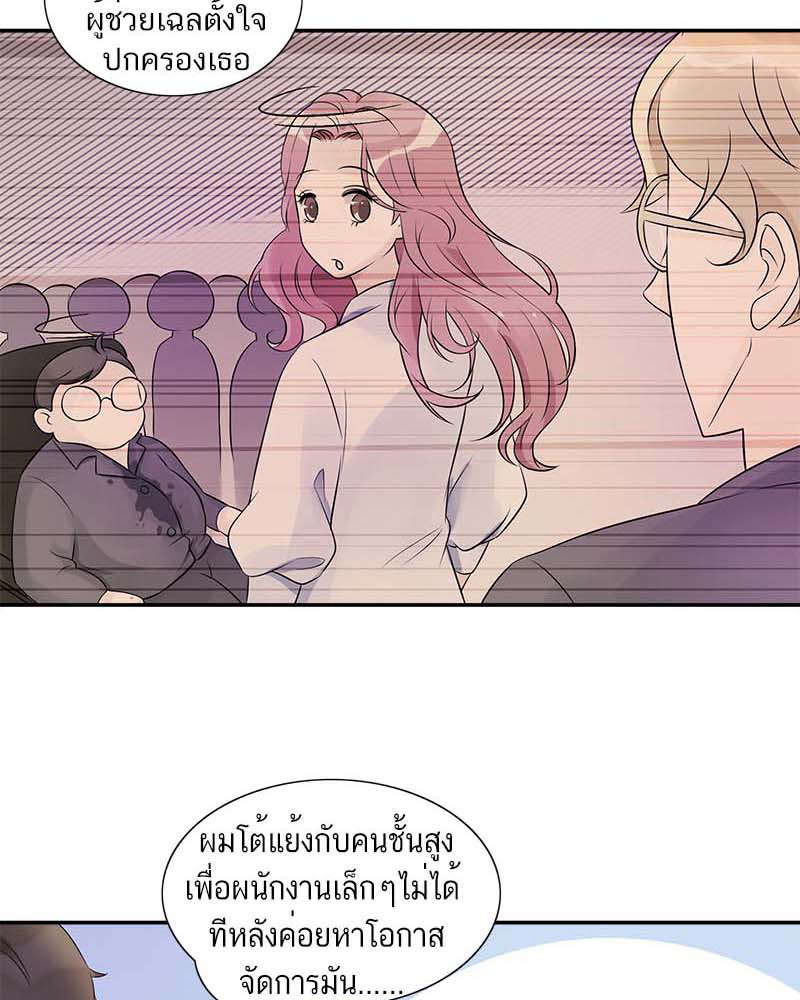 ผู้ช่วยเฉลตั้งใจ
ปกครองเธอ
ผมโต้แย้งกับคนชั้นสูง
เพื่อผนักงานเล็กๆไม่ได้
ทีหลังค่อยหาโอกาส
จัดการมัน......